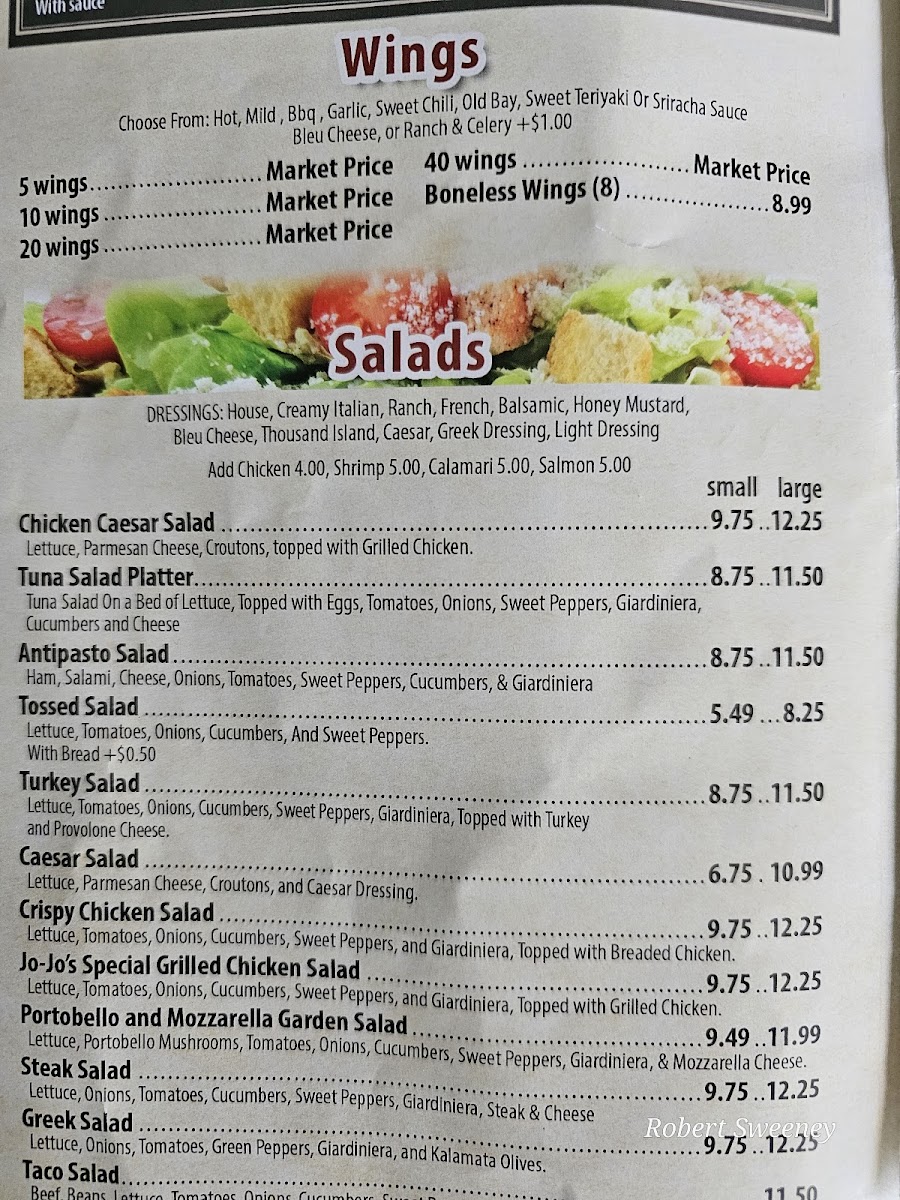 With sauce
Wings
Choose From: Hot, Mild , Bbq , Garlic, Sweet Chili, Old Bay, Sweet Teriyaki Or Sriracha Sauce
Bleu Cheese, or Ranch & Celery +$1.00
5 wings........................ Market Price
10 wings ...................... Market Price
20 wings ...................... Market Price
40 wings ....................... Market Price
Boneless Wings (8) ................... 8.99
Salads
DRESSINGS: House, Creamy Italian, Ranch, French, Balsamic, Honey Mustard,
Bleu Cheese, Thousand Island, Caesar, Greek Dressing, Light Dressing
Add Chicken 4.00, Shrimp 5.00, Calamari 5.00, Salmon 5.00
small large
Chicken Caesar Salad ........ 9.75 ..12.25
Lettuce, Parmesan Cheese, Croutons, topped with Grilled Chicken.
Tuna Salad Platter........ 8.75 ..11.50
Tuna Salad On a Bed of Lettuce, Topped with Eggs, Tomatoes, Onions, Sweet Peppers, Giardiniera,
Cucumbers and Cheese
Antipasto Salad ........ 8.75 ..11.50
Ham, Salami, Cheese, Onions, Tomatoes, Sweet Peppers, Cucumbers, & Giardiniera
Tossed Salad ........ 5.49 ...8.25
Lettuce, Tomatoes, Onions, Cucumbers, And Sweet Peppers.
With Bread +$0.50
Turkey Salad ........ 8.75 ..11.50
Lettuce, Tomatoes, Onions, Cucumbers, Sweet Peppers, Giardiniera, Topped with Turkey
and Provolone Cheese.
Caesar Salad ........ 6.75 . 10.99
Lettuce, Parmesan Cheese, Croutons, and Caesar Dressing.
Crispy Chicken Salad ........ 9.75 ..12.25
Lettuce, Tomatoes, Onions, Cucumbers, Sweet Peppers, and Giardiniera, Topped with Breaded Chicken.
Jo-Jo's Special Grilled Chicken Salad ........ 9.75 ..12.25
Lettuce, Tomatoes, Onions, Cucumbers, Sweet Peppers, and Giardiniera, Topped with Grilled Chicken.
Portobello and Mozzarella Garden Salad ........ 9.49 ..11.99
Lettuce, Portobello Mushrooms, Tomatoes, Onions, Cucumbers, Sweet Peppers, Giardiniera, & Mozzarella Cheese.
Steak Salad ........ 9.75 ..12.25
Lettuce, Onions, Tomatoes, Cucumbers, Sweet Peppers, Giardiniera, Steak & Cheese
Robert Sweeney
Greek Salad ........ 9.75 ..12.25
Lettuce, Onions, Tomatoes, Green Peppers, Giardiniera, and Kalamata Olives.
Taco Salad........ 11.50
Beef, Beans, Lettuce, Tomatoes, Onions, Cucumbers,